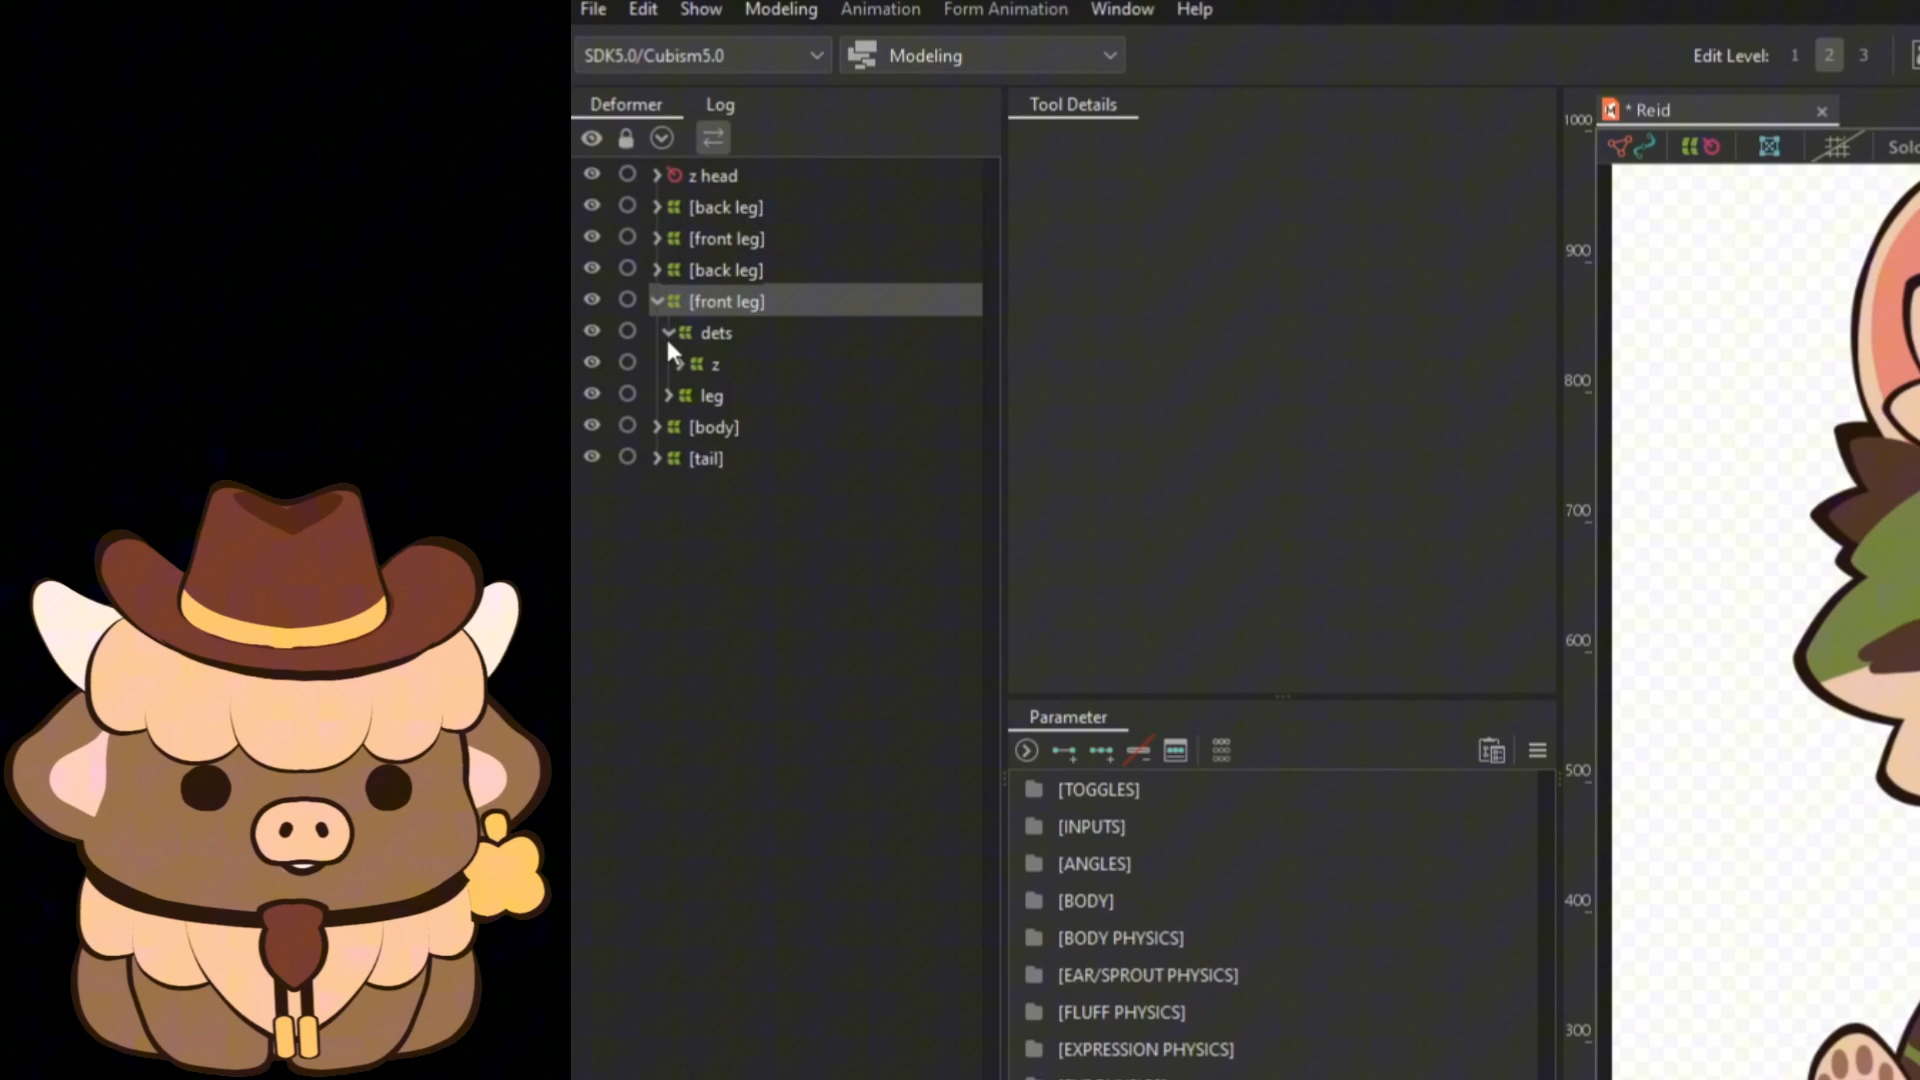 File Edit Show Modeling Animation Form Animation Window Help
SDK5.0/Cubism5.0 Modeling Edit Level: 1 2 3
Deformer Log Tool Details
* Reid
z head
[back leg]
[front leg]
[back leg]
[front leg]
dets
z
leg
[body]
[tail]
Parameter
[TOGGLES]
[INPUTS]
[ANGLES]
[BODY]
[BODY PHYSICS]
[EAR/SPROUT PHYSICS]
[FLUFF PHYSICS]
[EXPRESSION PHYSICS]
1000
900
800
700
600
500
400
300